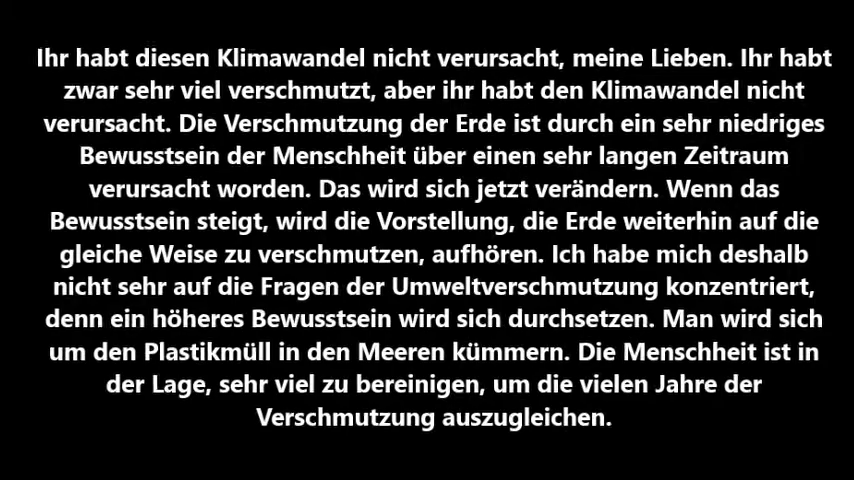 Ihr habt diesen Klimawandel nicht verursacht, meine Lieben. Ihr habt
zwar sehr viel verschmutzt, aber ihr habt den Klimawandel nicht
verursacht. Die Verschmutzung der Erde ist durch ein sehr niedriges
Bewusstsein der Menschheit über einen sehr langen Zeitraum
verursacht worden. Das wird sich jetzt verändern. Wenn das
Bewusstsein steigt, wird die Vorstellung, die Erde weiterhin auf die
gleiche Weise zu verschmutzen, aufhören. Ich habe mich deshalb
nicht sehr auf die Fragen der Umweltverschmutzung konzentriert,
denn ein höheres Bewusstsein wird sich durchsetzen. Man wird sich
um den Plastikmüll in den Meeren kümmern. Die Menschheit ist in
der Lage, sehr viel zu bereinigen, um die vielen Jahre der
Verschmutzung auszugleichen.